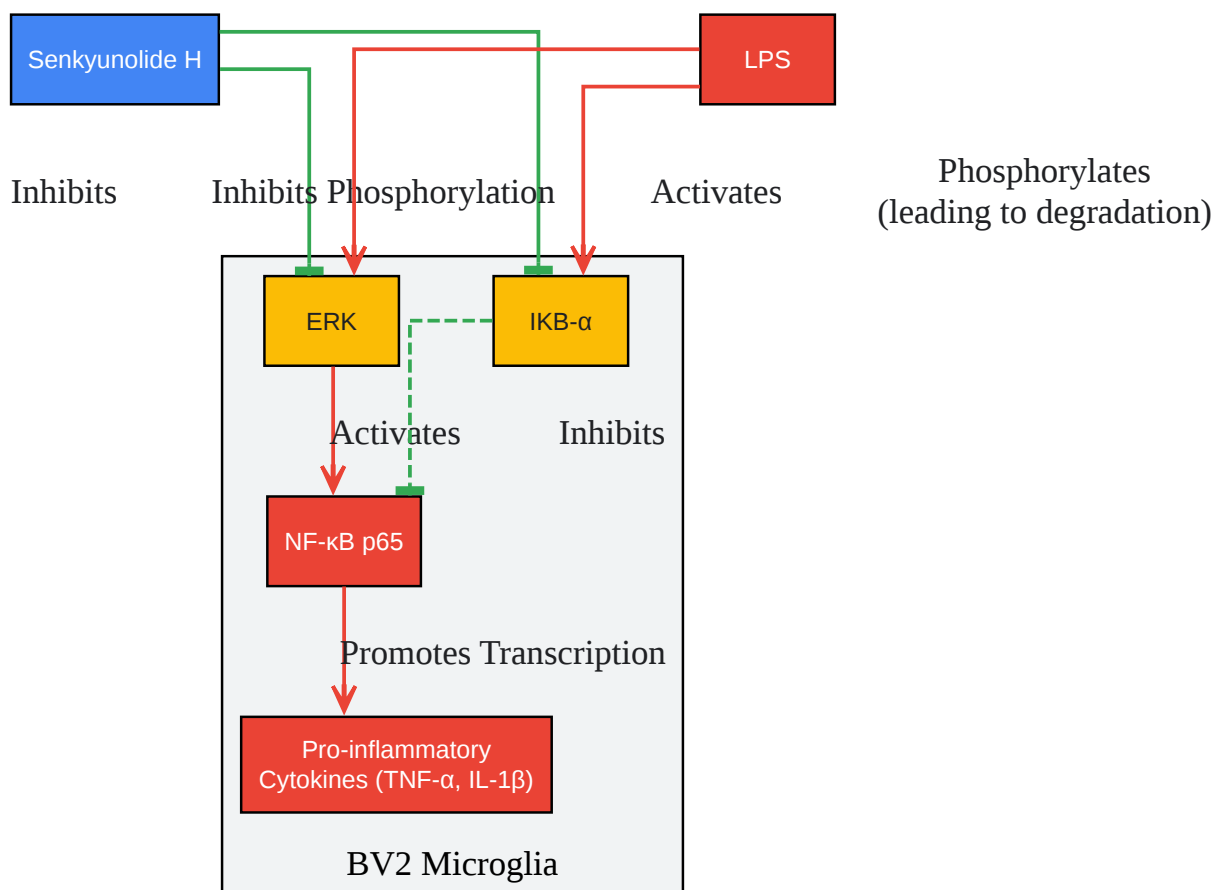 Senkyunolide H
LPS
Inhibits
Inhibits Phosphorylation
Activates
Phosphorylates
(leading to degradation)
ERK
IKB-α
Activates
Inhibits
NF-κB p65
Promotes Transcription
Pro-inflammatory
Cytokines (TNF-α, IL-1β)
BV2 Microglia